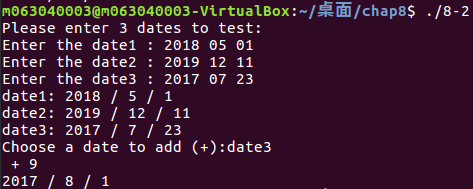 m063040003@m063040003-VirtualBox:~/桌面/chap8$ ./8-2
Please enter 3 dates to test:
Enter the date1 : 2018 05 01
Enter the date2 : 2019 12 11
Enter the date3 : 2017 07 23
date1: 2018 / 5 / 1
date2: 2019 / 12 / 11
date3: 2017 / 7 / 23
Choose a date to add (+):date3
 + 9
2017 / 8 / 1